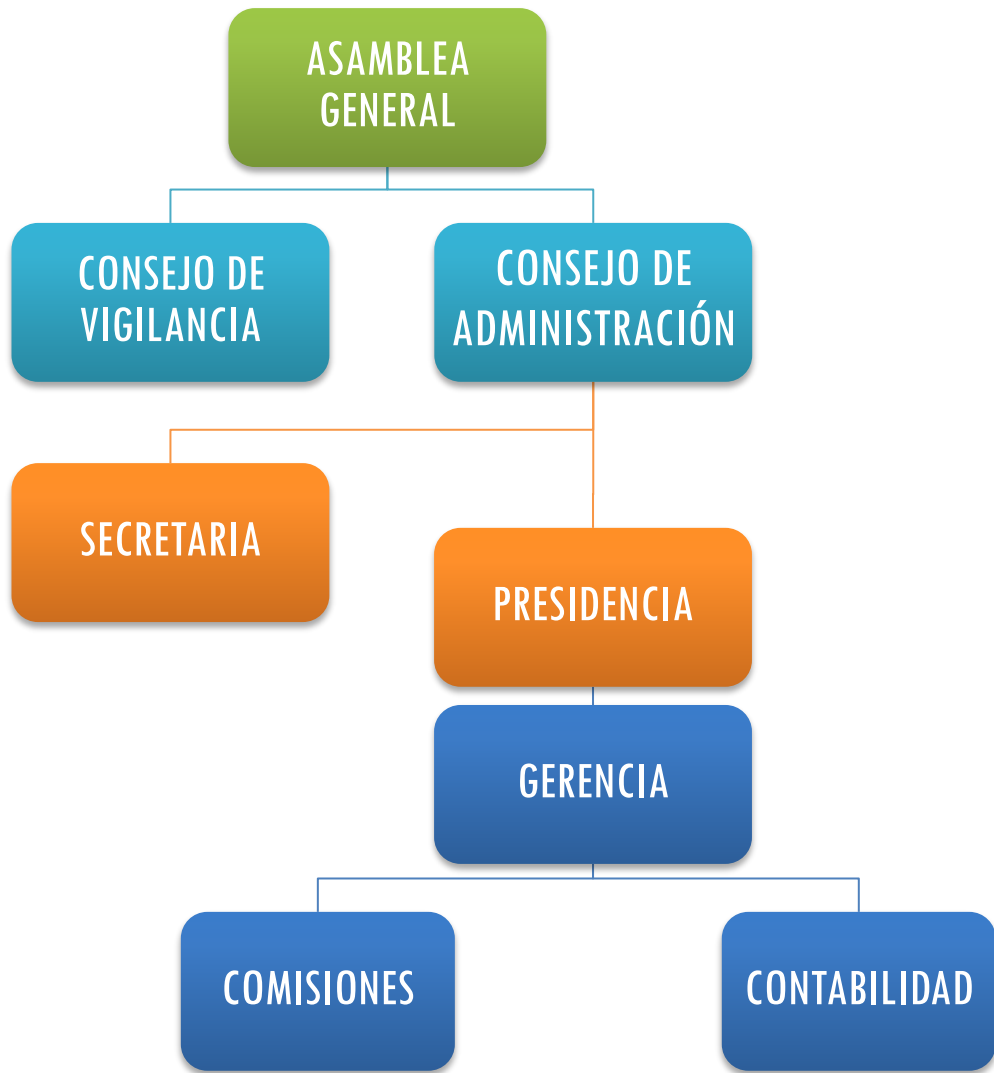 ASAMBLEA
GENERAL
CONSEJO DE
VIGILANCIA
CONSEJO DE
ADMINISTRACIÓN
SECRETARIA
PRESIDENCIA
GERENCIA
COMISIONES
CONTABILIDAD